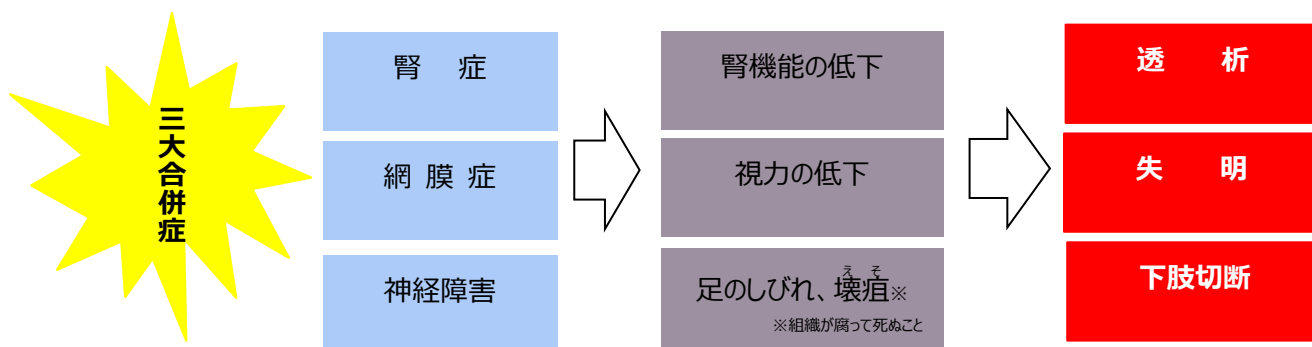 三大合併症
腎　症
腎機能の低下
透　　析
網 膜 症
視力の低下
失　　明
神経障害
足のしびれ、壊疽※
えそ
※組織が腐って死ぬこと
下肢切断